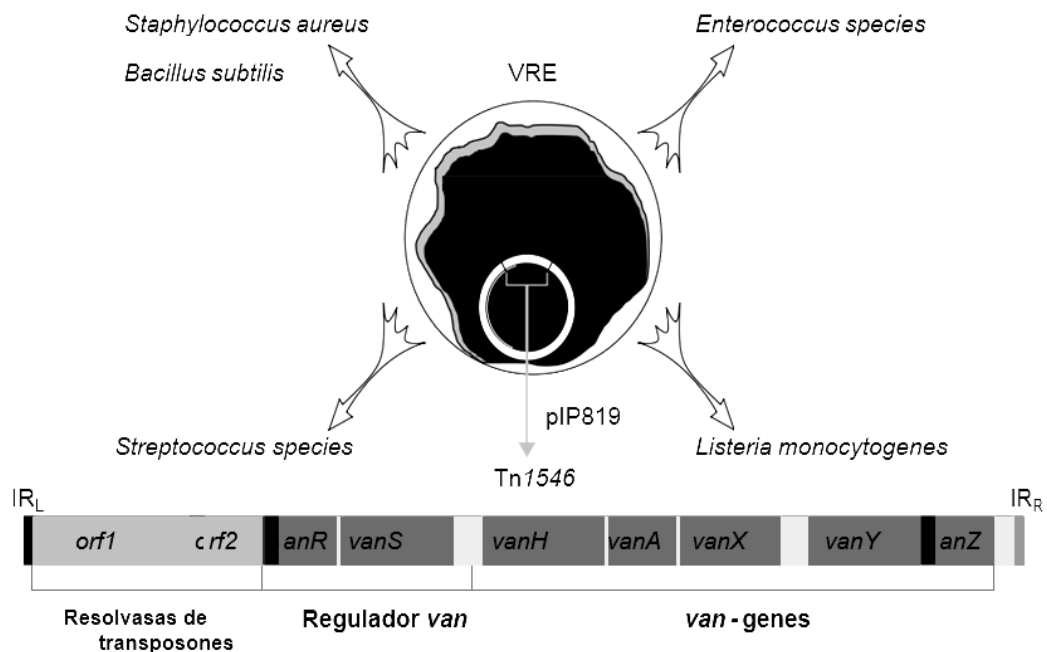 Staphylococcus aureus
Enterococcus species
Bacillus subtilis
VRE
pIP819
Streptococcus species
Listeria monocytogenes
Tn1546
IRL
IRR
orf1 c rf2 anR vanS vanH vanA vanX vanY anZ
Resolvasas de
transposones
Regulador van
van - genes